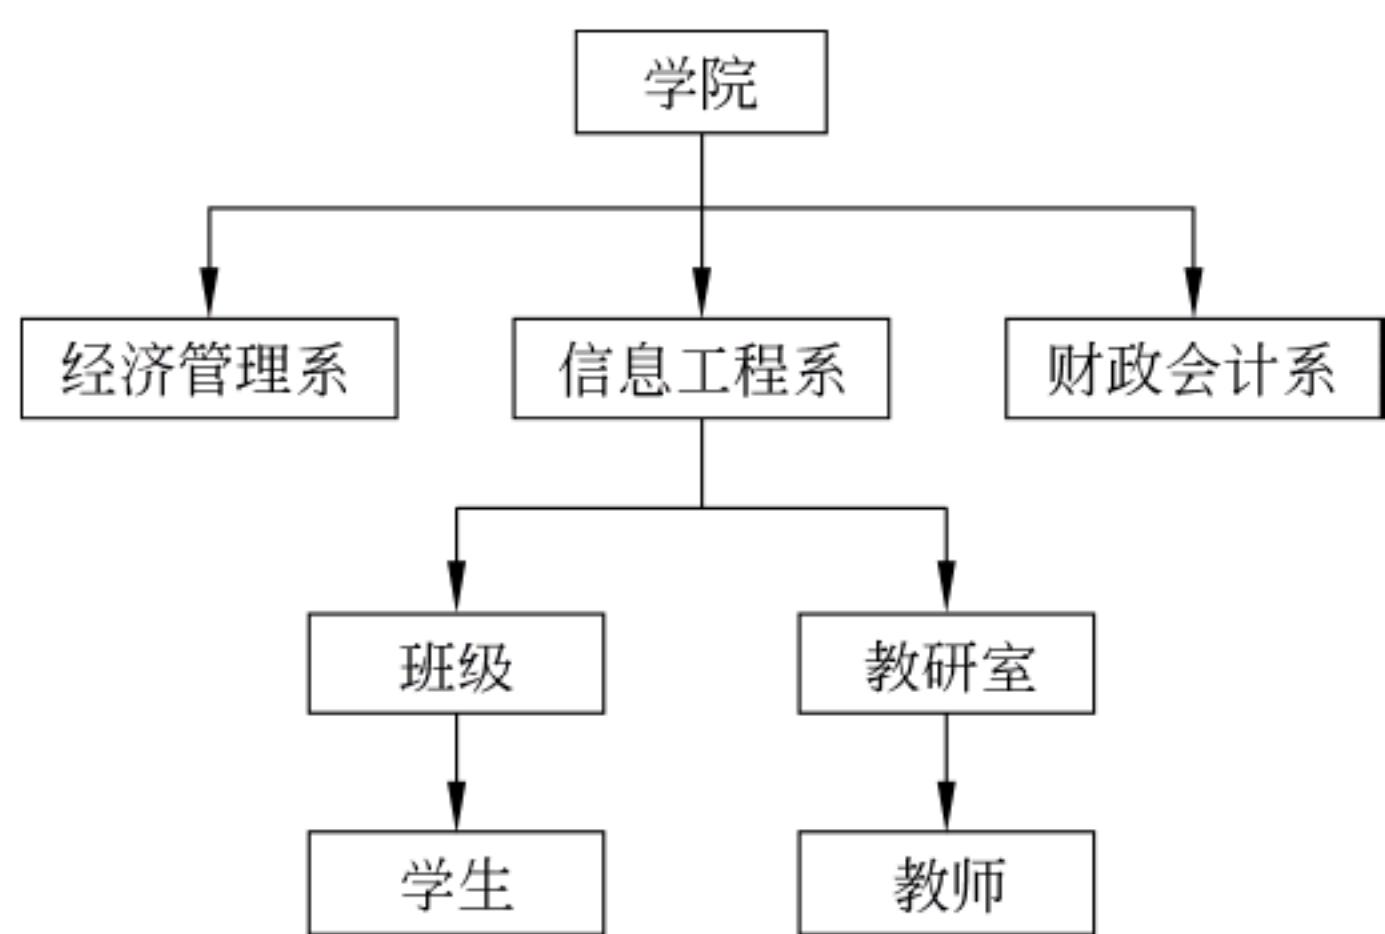 学院
经济管理系
信息工程系
财政会计系
班级
教研室
学生
教师